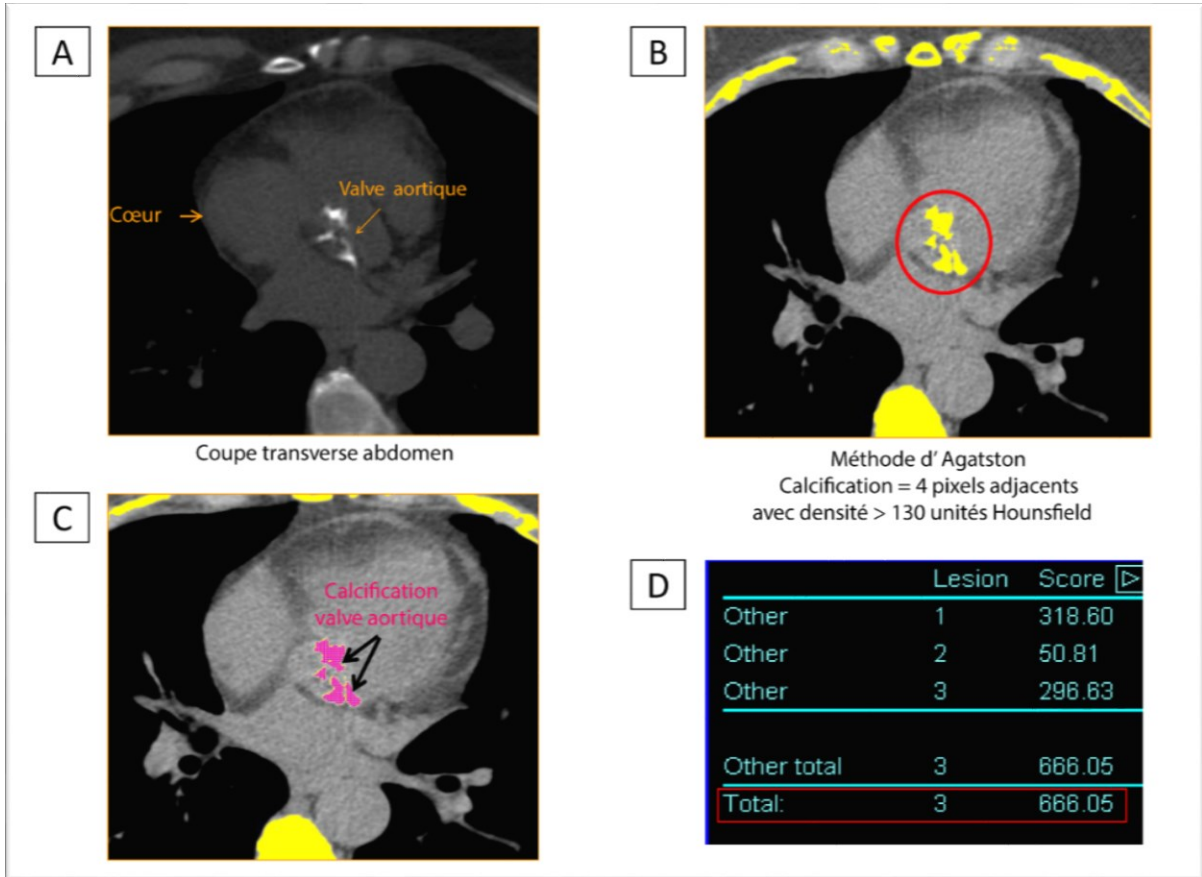 A
Cœur
Valve aortique
Coupe transverse abdomen
B
Méthode d' Agatston
Calcification = 4 pixels adjacents
avec densité > 130 unités Hounsfield
C
Calcification
valve aortique
D
Lesion Score
Other 1 318.60
Other 2 50.81
Other 3 296.63
Other total 3 666.05
Total: 3 666.05